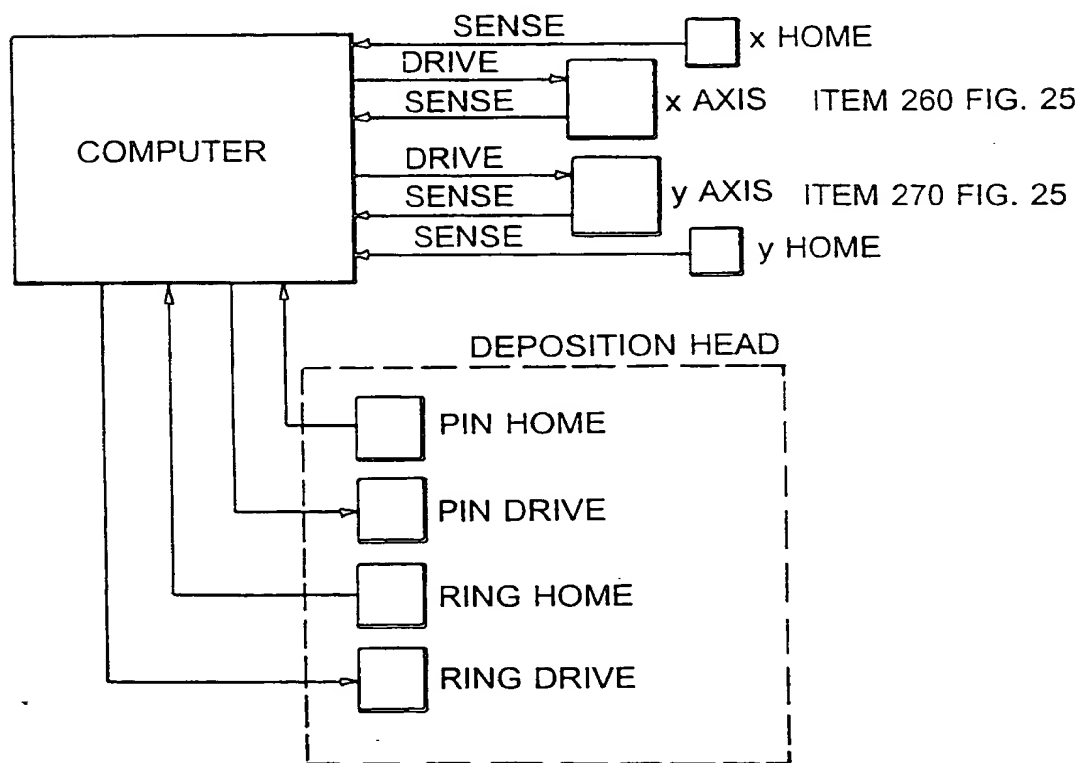 SENSE
x HOME
DRIVE
x AXIS ITEM 260 FIG. 25
SENSE
COMPUTER
DRIVE
y AXIS ITEM 270 FIG. 25
SENSE
SENSE
y HOME
DEPOSITION HEAD
PIN HOME
PIN DRIVE
RING HOME
RING DRIVE